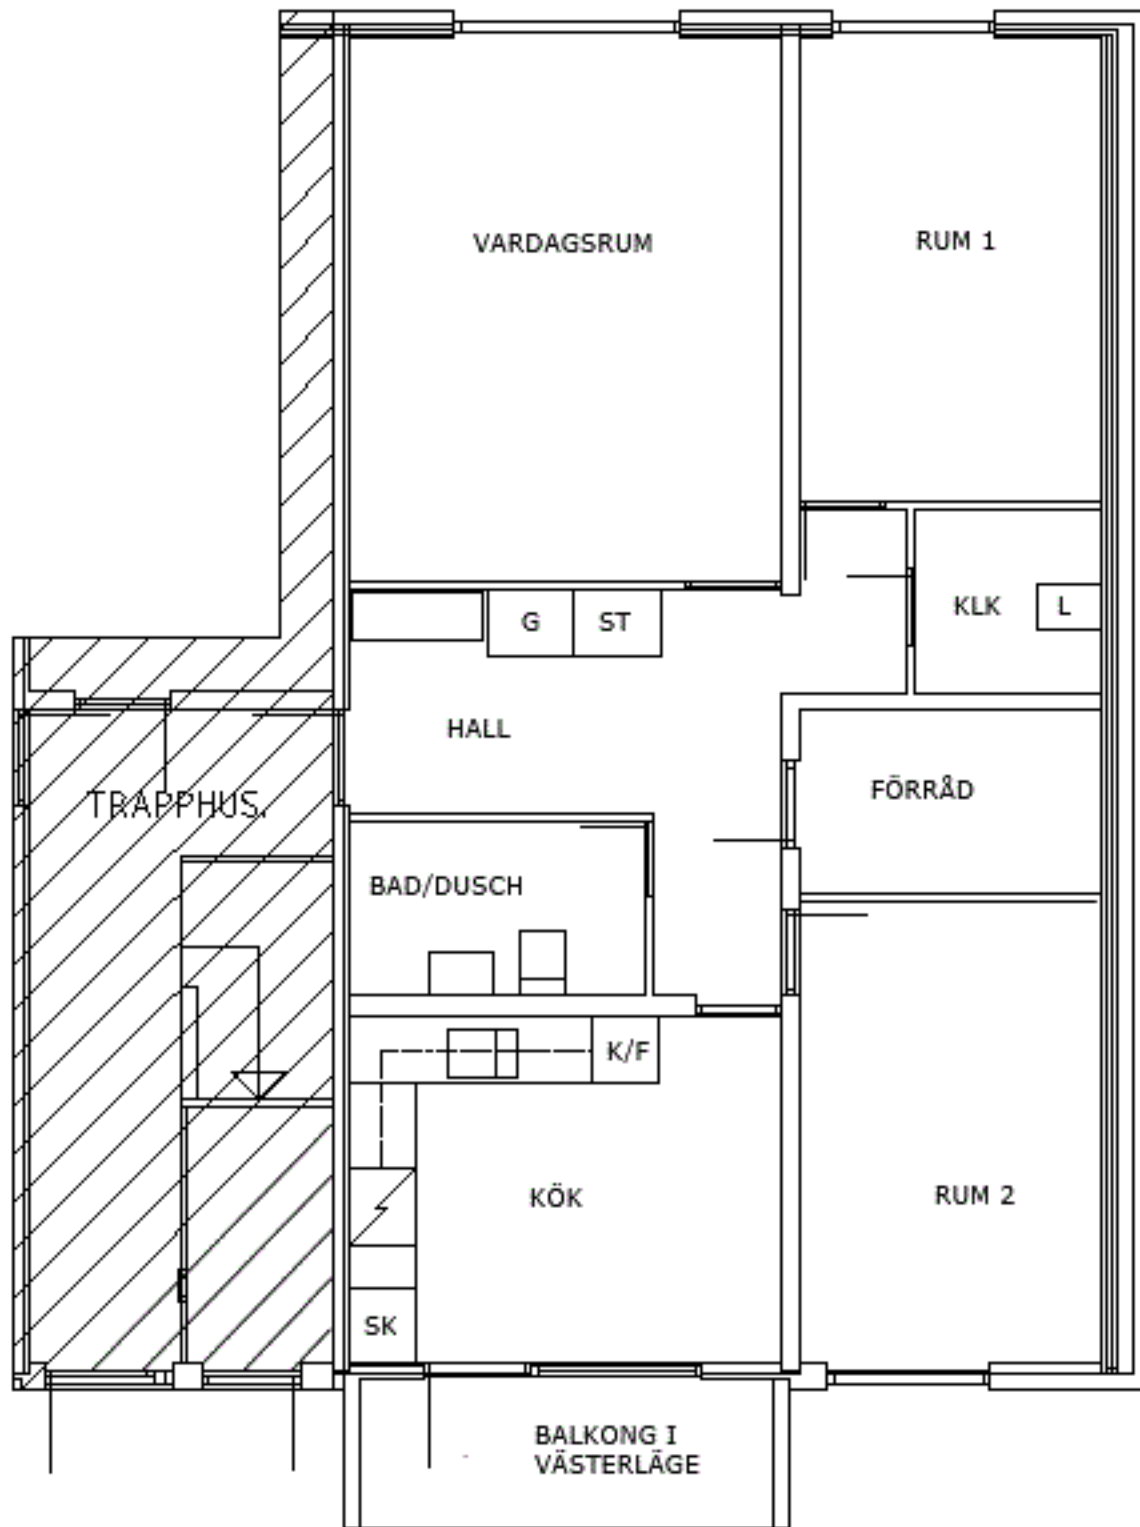 VARDAGSRUM
RUM 1
G
ST
KLK
L
HALL
TRAPPHUS.
FÖRRÅD
BAD/DUSCH
K/F
KÖK
RUM 2
SK
BALKONG I
VÄSTERLÄGE